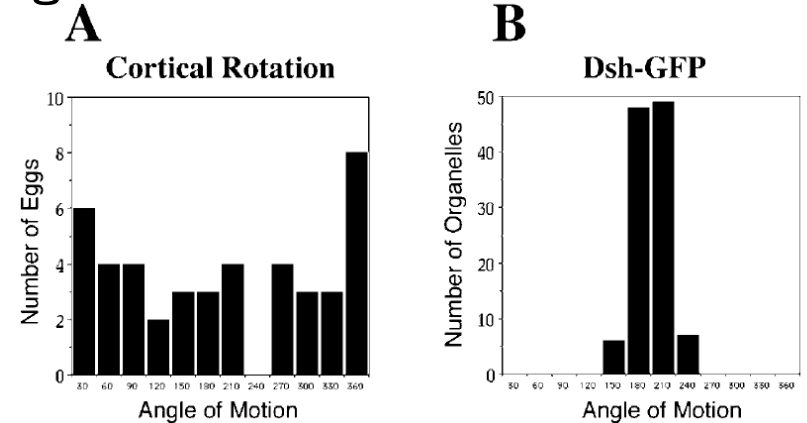 A
Cortical Rotation
Number of Eggs
10
8
6
4
2
0
30 60 90 120 150 180 210 240 270 300 330 360
Angle of Motion
B
Dsh-GFP
Number of Organelles
50
40
30
20
10
0
30 60 90 120 150 180 210 240 270 300 330 360
Angle of Motion